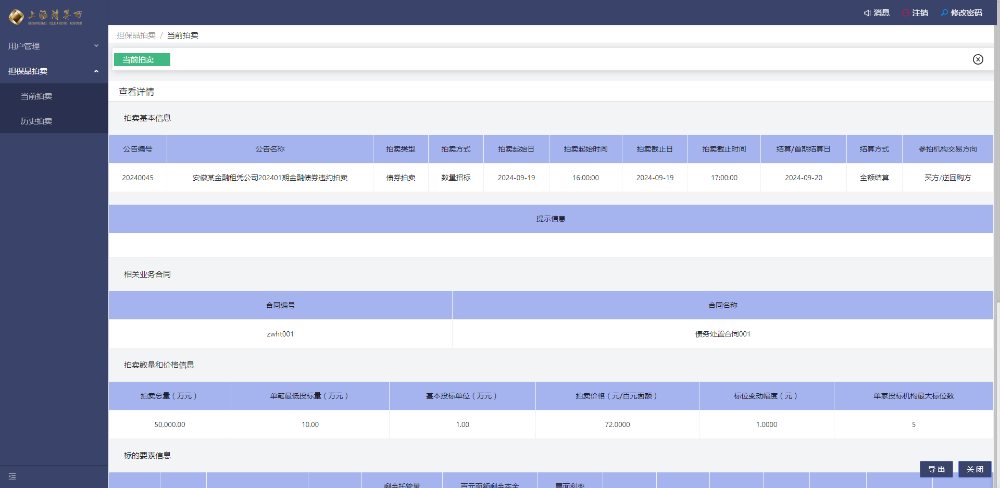 上海清算所
SHANGHAI CLEARING HOUSE
消息 注销 修改密码
用户管理
担保品拍卖
当前拍卖
历史拍卖
担保品拍卖 / 当前拍卖
当前拍卖
查看详情
拍卖基本信息
公告编号 公告名称 拍卖类型 拍卖方式 拍卖起始日 拍卖起始时间 拍卖截止日 拍卖截止时间 结算/首期结算日 结算方式 参拍机构交易方向
20240045 安徽某金融租凭公司202401期金融债券违约拍卖 债券拍卖 数量招标 2024-09-19 16:00:00 2024-09-19 17:00:00 2024-09-20 全额结算 买方/逆回购方
提示信息
相关业务合同
合同编号 合同名称
zwht001 债务处置合同001
拍卖数量和价格信息
拍卖总量（万元） 单笔最低投标量（万元） 基本投标单位（万元） 拍卖价格（元/百元面额） 标位变动幅度（元） 单家投标机构最大标位数
50,000.00 10.00 1.00 72.0000 1.0000 5
标的要素信息
导出 关闭
剩余托管量 百元面额剩余本金 票面利率